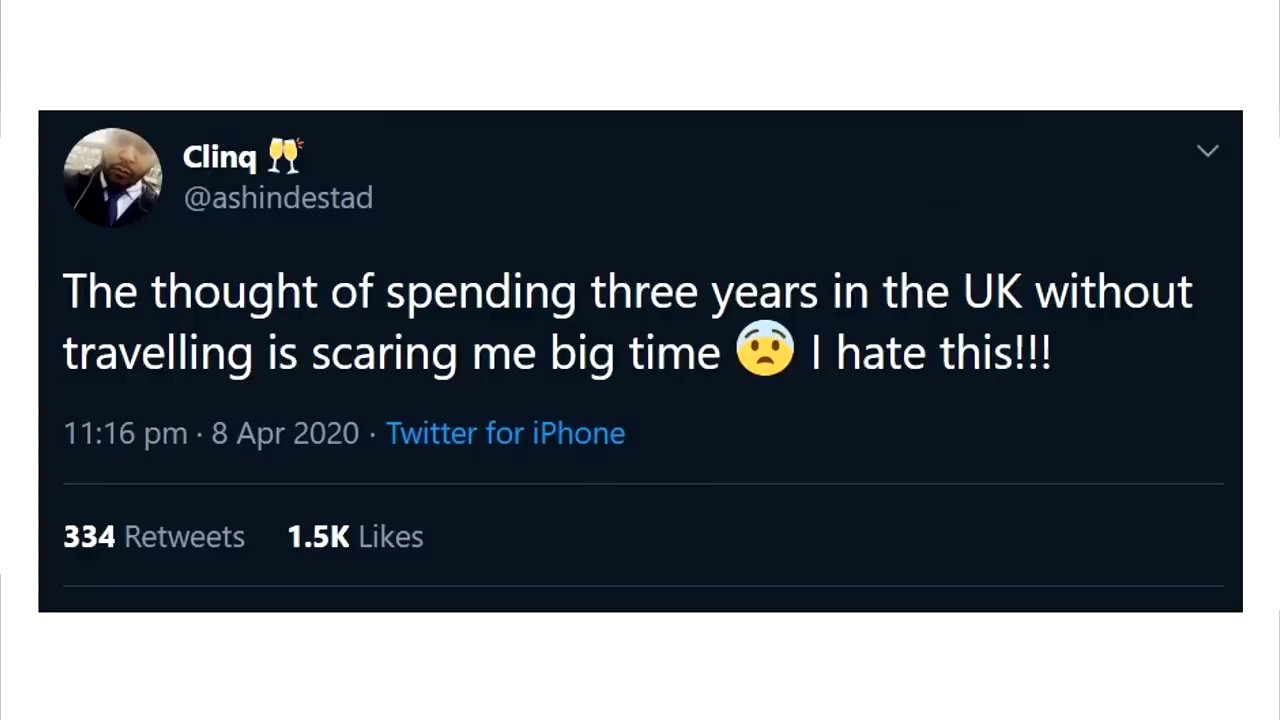 Clinq 🥂
@ashindestad
The thought of spending three years in the UK without
travelling is scaring me big time 😨 I hate this!!!
11:16 pm · 8 Apr 2020 · Twitter for iPhone
334 Retweets 1.5K Likes